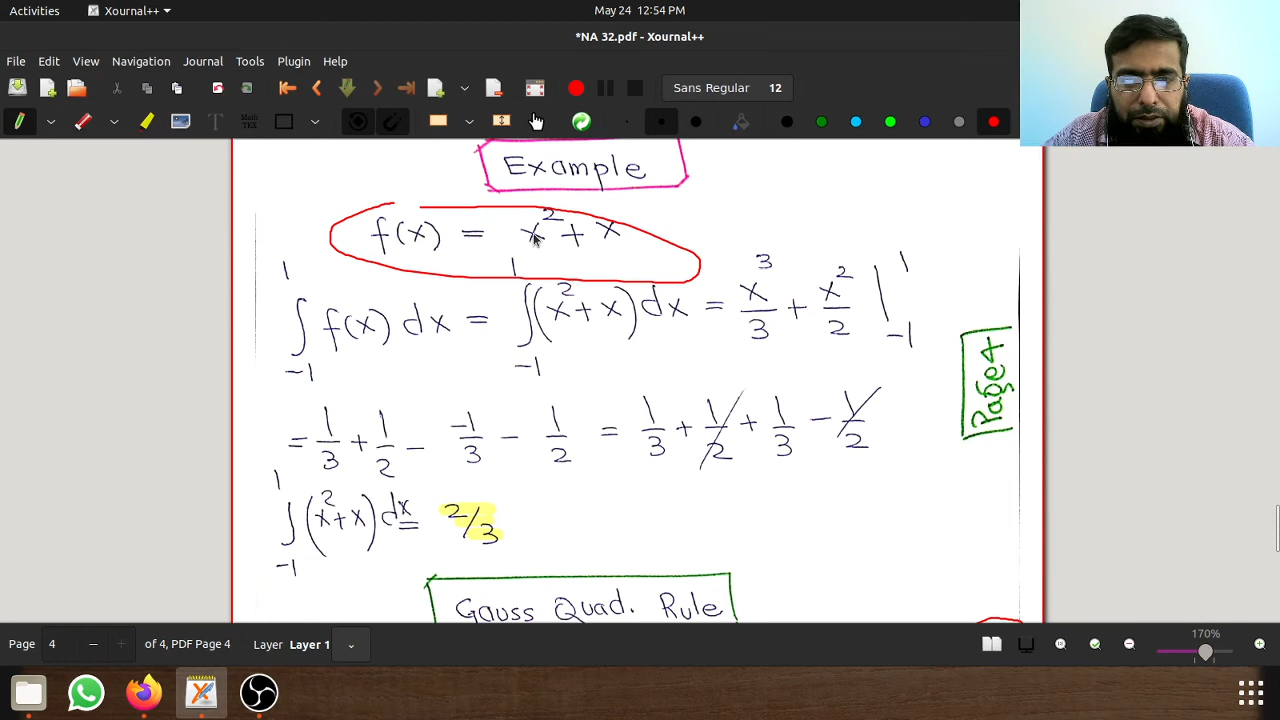 Activities Xournal++ May 24 12:54 PM
*NA 32.pdf - Xournal++
File Edit View Navigation Journal Tools Plugin Help
Sans Regular 12
Example
f(x) = x² + x
∫₋₁¹ f(x) dx = ∫₋₁¹ (x² + x) dx = x³/3 + x²/2 |₋₁¹
= 1/3 + 1/2 - -1/3 - 1/2 = 1/3 + 1/2 + 1/3 - 1/2
∫₋₁¹ (x² + x) dx = 2/3
Gauss Quad. Rule
Page 4
Page 4 of 4, PDF Page 4 Layer Layer 1 170%